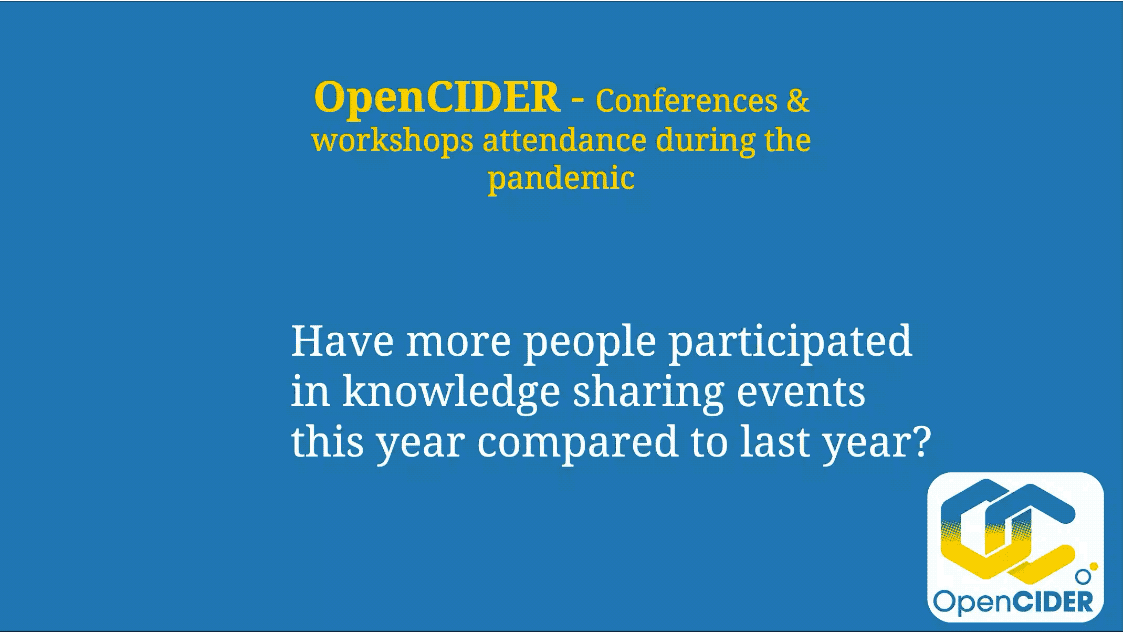 OpenCIDER - Conferences &
workshops attendance during the
pandemic
Have more people participated
in knowledge sharing events
this year compared to last year?
OpenCIDER